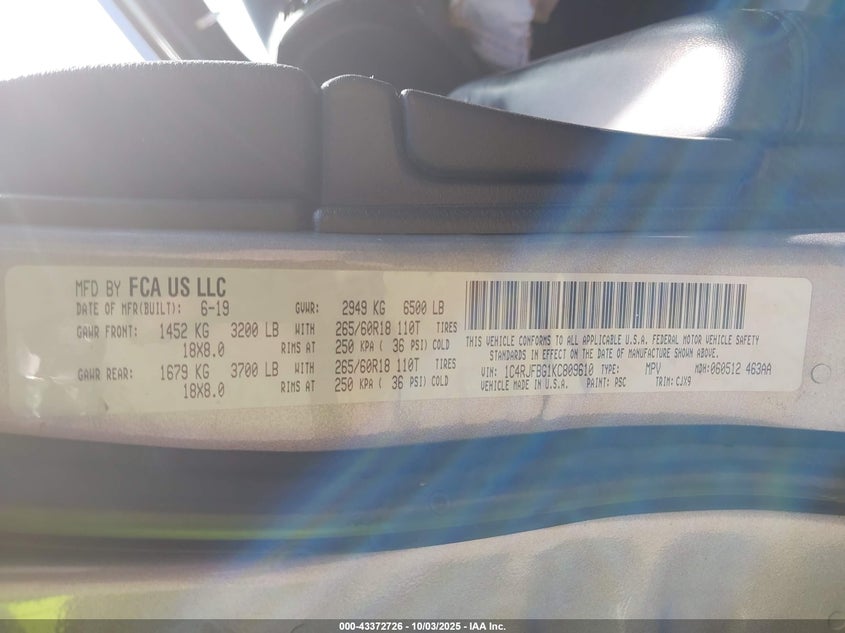 MFD BY FCA US LLC
DATE OF MFR(BUILT): 6-19 GVWR: 2949 KG 6500 LB
GAWR FRONT: 1452 KG 3200 LB WITH 265/60R18 110T TIRES
18X8.0 RIMS AT 250 KPA ( 36 PSI) COLD
GAWR REAR: 1679 KG 3700 LB WITH 265/60R18 110T TIRES
18X8.0 RIMS AT 250 KPA ( 36 PSI) COLD
THIS VEHICLE CONFORMS TO ALL APPLICABLE U.S.A. FEDERAL MOTOR VEHICLE SAFETY
STANDARDS IN EFFECT ON THE DATE OF MANUFACTURE SHOWN ABOVE.
VIN: 1C4RJFBG1KC809610 TYPE: MPV MDH: 060512 463AA
VEHICLE MADE IN U.S.A. PAINT: PSC TRIM: CJX9
000-43372726 - 10/03/2025 - IAA Inc.